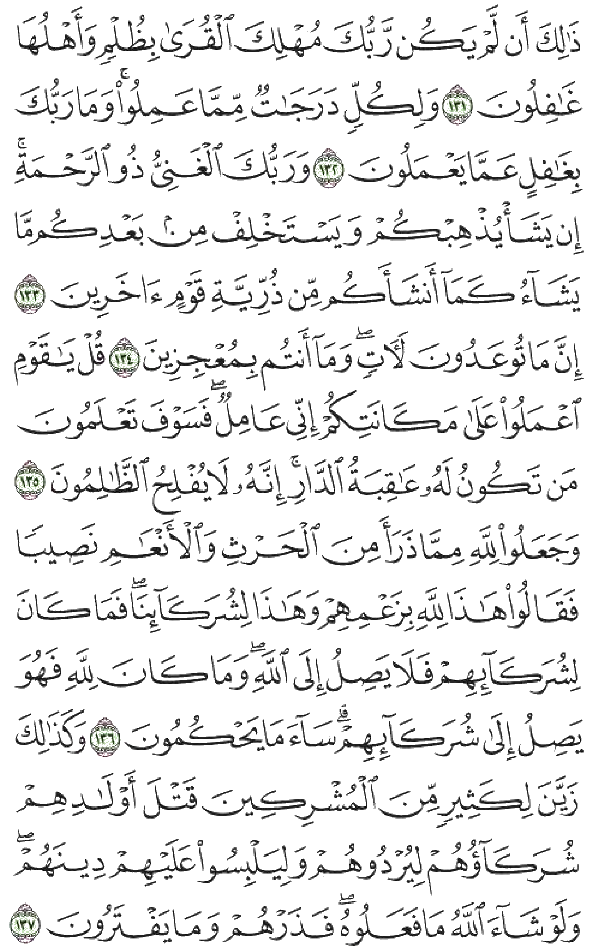 ذَٰلِكَ أَن لَّمْ يَكُن رَّبُّكَ مُهْلِكَ ٱلْقُرَىٰ بِظُلْمٍ وَأَهْلُهَا
غَٰفِلُونَ ١٣١ وَلِكُلٍّ دَرَجَٰتٌ مِّمَّا عَمِلُوا۟ ۚ وَمَا رَبُّكَ
بِغَٰفِلٍ عَمَّا يَعْمَلُونَ ١٣٢ وَرَبُّكَ ٱلْغَنِىُّ ذُو ٱلرَّحْمَةِ ۚ
إِن يَشَأْ يُذْهِبْكُمْ وَيَسْتَخْلِفْ مِنۢ بَعْدِكُم مَّا
يَشَآءُ كَمَآ أَنشَأَكُم مِّن ذُرِّيَّةِ قَوْمٍ ءَاخَرِينَ ١٣٣
إِنَّ مَا تُوعَدُونَ لَءَاتٍ ۖ وَمَآ أَنتُم بِمُعْجِزِينَ ١٣٤ قُلْ يَٰقَوْمِ
ٱعْمَلُوا۟ عَلَىٰ مَكَانَتِكُمْ إِنِّى عَامِلٌ ۖ فَسَوْفَ تَعْلَمُونَ
مَن تَكُونُ لَهُۥ عَٰقِبَةُ ٱلدَّارِ ۗ إِنَّهُۥ لَا يُفْلِحُ ٱلظَّٰلِمُونَ ١٣٥
وَجَعَلُوا۟ لِلَّهِ مِمَّا ذَرَأَ مِنَ ٱلْحَرْثِ وَٱلْأَنْعَٰمِ نَصِيبًا
فَقَالُوا۟ هَٰذَا لِلَّهِ بِزَعْمِهِمْ وَهَٰذَا لِشُرَكَآئِنَا ۖ فَمَا كَانَ
لِشُرَكَآئِهِمْ فَلَا يَصِلُ إِلَى ٱللَّهِ ۖ وَمَا كَانَ لِلَّهِ فَهُوَ
يَصِلُ إِلَىٰ شُرَكَآئِهِمْ ۗ سَآءَ مَا يَحْكُمُونَ ١٣٦ وَكَذَٰلِكَ
زَيَّنَ لِكَثِيرٍ مِّنَ ٱلْمُشْرِكِينَ قَتْلَ أَوْلَٰدِهِمْ
شُرَكَآؤُهُمْ لِيُرْدُوهُمْ وَلِيَلْبِسُوا۟ عَلَيْهِمْ دِينَهُمْ ۖ
وَلَوْ شَآءَ ٱللَّهُ مَا فَعَلُوهُ ۖ فَذَرْهُمْ وَمَا يَفْتَرُونَ ١٣٧